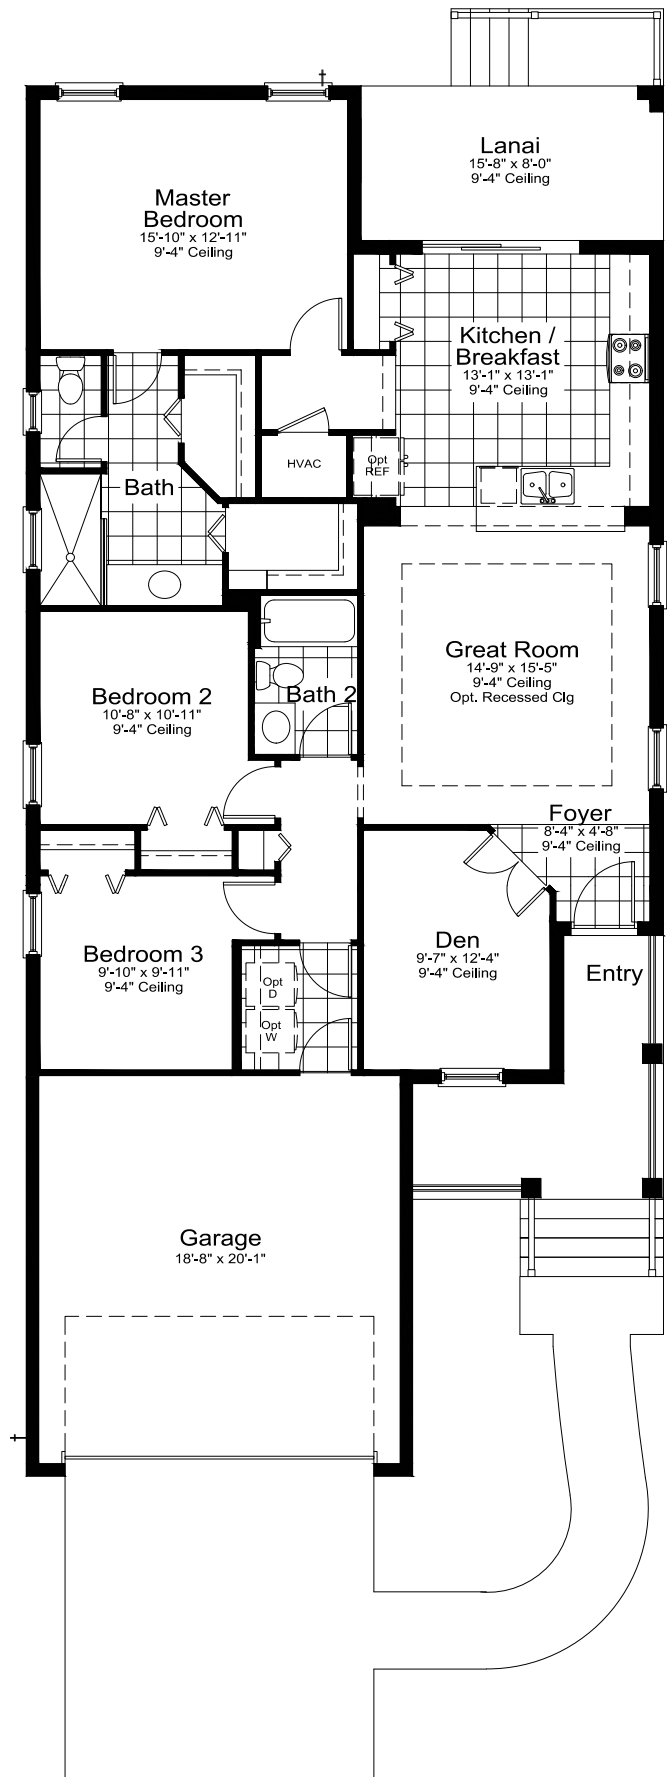 Lanai
15'-8" x 8'-0"
9'-4" Ceiling
Master
Bedroom
15'-10" x 12'-11"
9'-4" Ceiling
Kitchen /
Breakfast
13'-1" x 13'-1"
9'-4" Ceiling
HVAC
Opt
REF
Bath
Great Room
14'-9" x 15'-5"
9'-4" Ceiling
Opt. Recessed Clg
Bedroom 2
10'-8" x 10'-11"
9'-4" Ceiling
Bath 2
Foyer
8'-4" x 4'-8"
9'-4" Ceiling
Bedroom 3
9'-10" x 9'-11"
9'-4" Ceiling
Den
9'-7" x 12'-4"
9'-4" Ceiling
Entry
Opt
D
Opt
W
Garage
18'-8" x 20'-1"